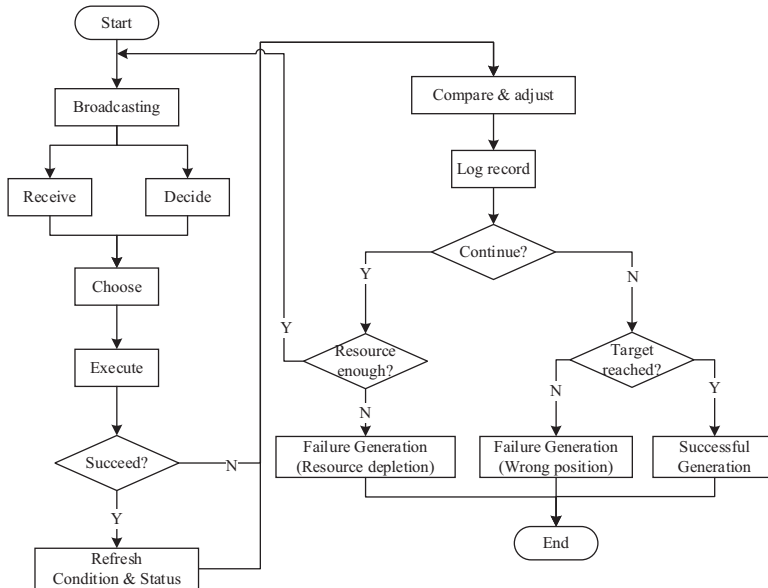 Start
Broadcasting
Receive
Decide
Choose
Execute
Succeed?
N
Y
Refresh
Condition & Status
Compare & adjust
Log record
Continue?
Y
N
Y
Resource
enough?
N
Target
reached?
N
Y
Failure Generation
(Resource depletion)
Failure Generation
(Wrong position)
Successful
Generation
End